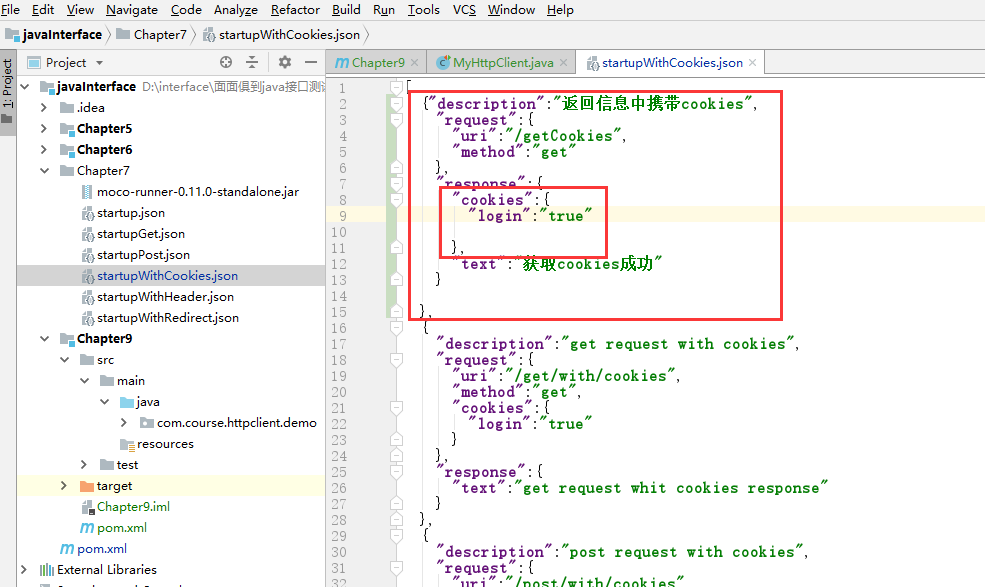 File Edit View Navigate Code Analyze Refactor Build Run Tools VCS Window Help
javaInterface Chapter7 startupWithCookies.json
Project
Chapter9 MyHttpClient.java startupWithCookies.json
1: Project
javaInterface D:\interface\面面俱到java接口测
.idea
Chapter5
Chapter6
Chapter7
moco-runner-0.11.0-standalone.jar
startup.json
startupGet.json
startupPost.json
startupWithCookies.json
startupWithHeader.json
startupWithRedirect.json
Chapter9
src
main
java
com.course.httpclient.demo
resources
test
target
Chapter9.iml
pom.xml
pom.xml
External Libraries
1 [
2 {"description":"返回信息中携带cookies",
3 "request":{
4 "uri":"/getCookies",
5 "method":"get"
6 },
7 "response":{
8 "cookies":{
9 "login":"true"
10
11 },
12 "text":"获取cookies成功"
13 }
14
15 },
16 {
17 "description":"get request with cookies",
18 "request":{
19 "uri":"/get/with/cookies",
20 "method":"get",
21 "cookies":{
22 "login":"true"
23 }
24 },
25 "response":{
26 "text":"get request whit cookies response"
27 }
28 },
29 {
30 "description":"post request with cookies",
31 "request":{
32 "uri":"/post/with/cookies"